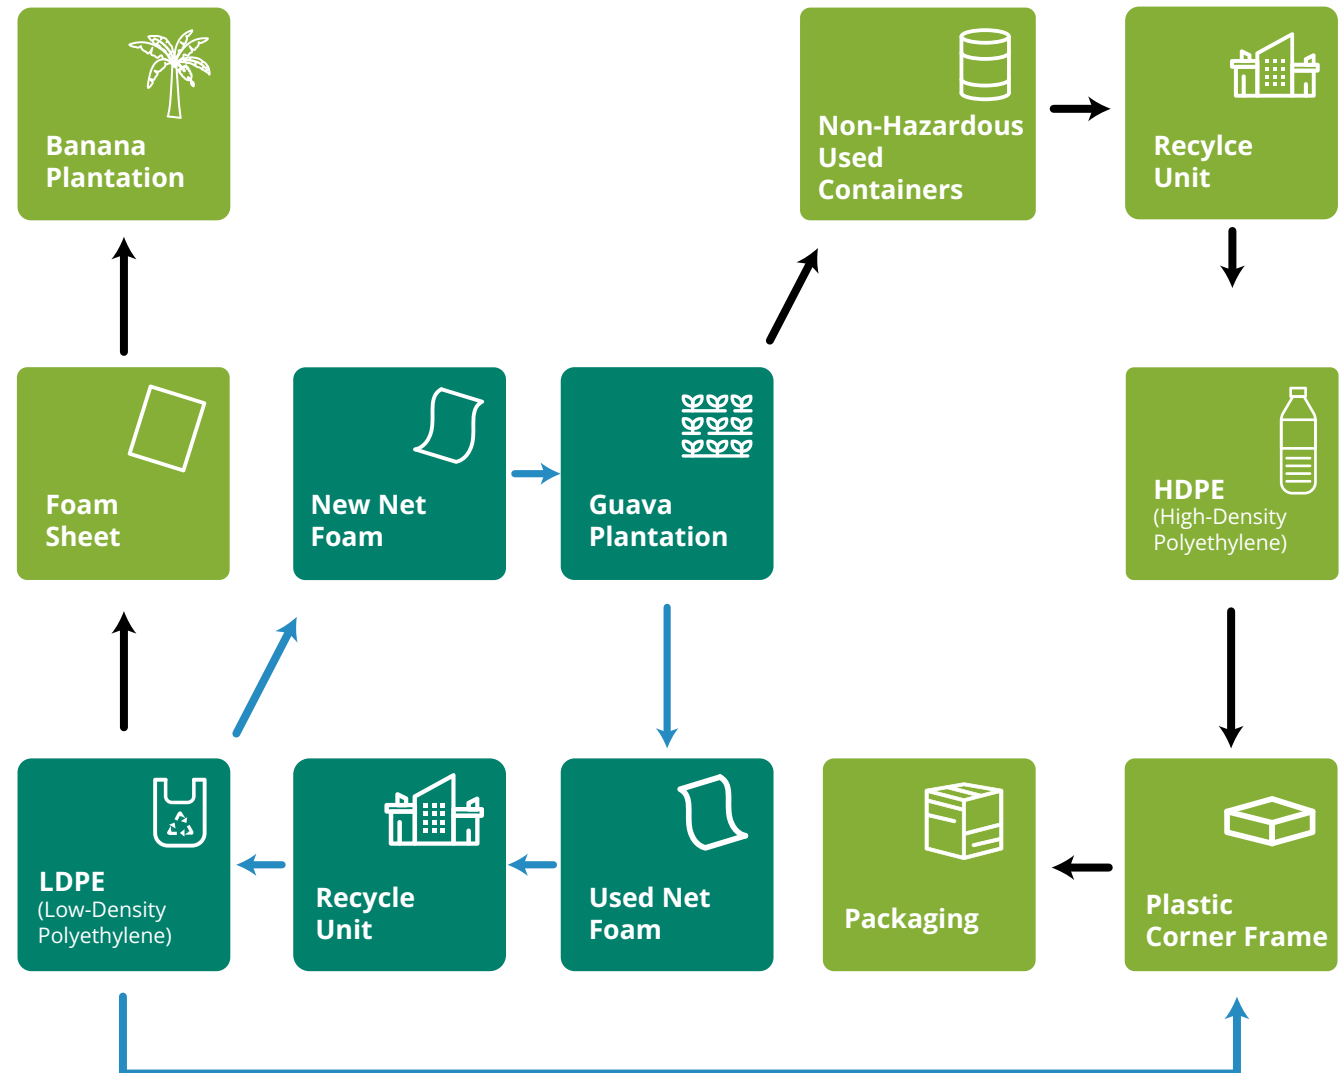 Banana
Plantation
Non-Hazardous
Used
Containers
Recylce
Unit
Foam
Sheet
New Net
Foam
Guava
Plantation
HDPE
(High-Density
Polyethylene)
LDPE
(Low-Density
Polyethylene)
Recycle
Unit
Used Net
Foam
Packaging
Plastic
Corner Frame